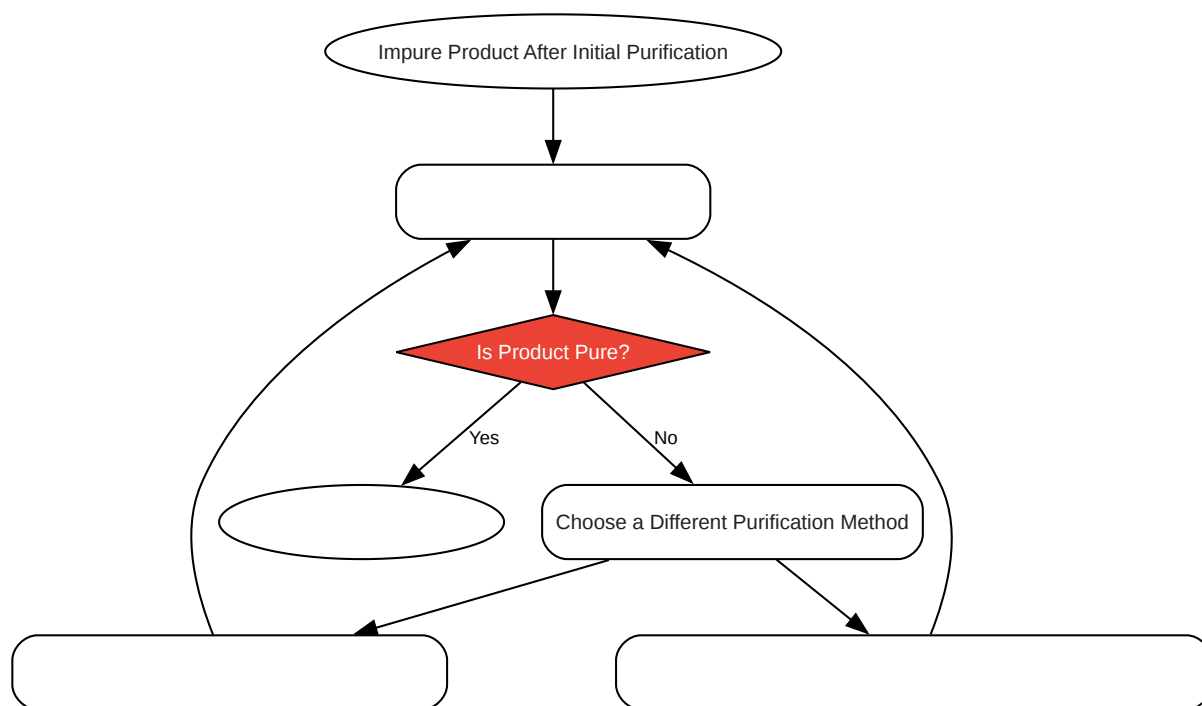 Impure Product After Initial Purification
Is Product Pure?
Yes
No
Choose a Different Purification Method